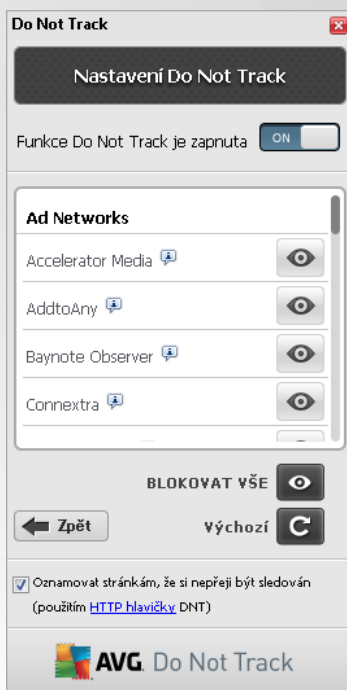 Do Not Track
Nastavení Do Not Track
Funkce Do Not Track je zapnuta ON
Ad Networks
Accelerator Media
AddtoAny
Baynote Observer
Connextra
BLOKOVAT VŠE
Zpět Výchozí
Oznamovat stránkám, že si nepřeji být sledován
(použitím HTTP hlavičky DNT)
AVG. Do Not Track